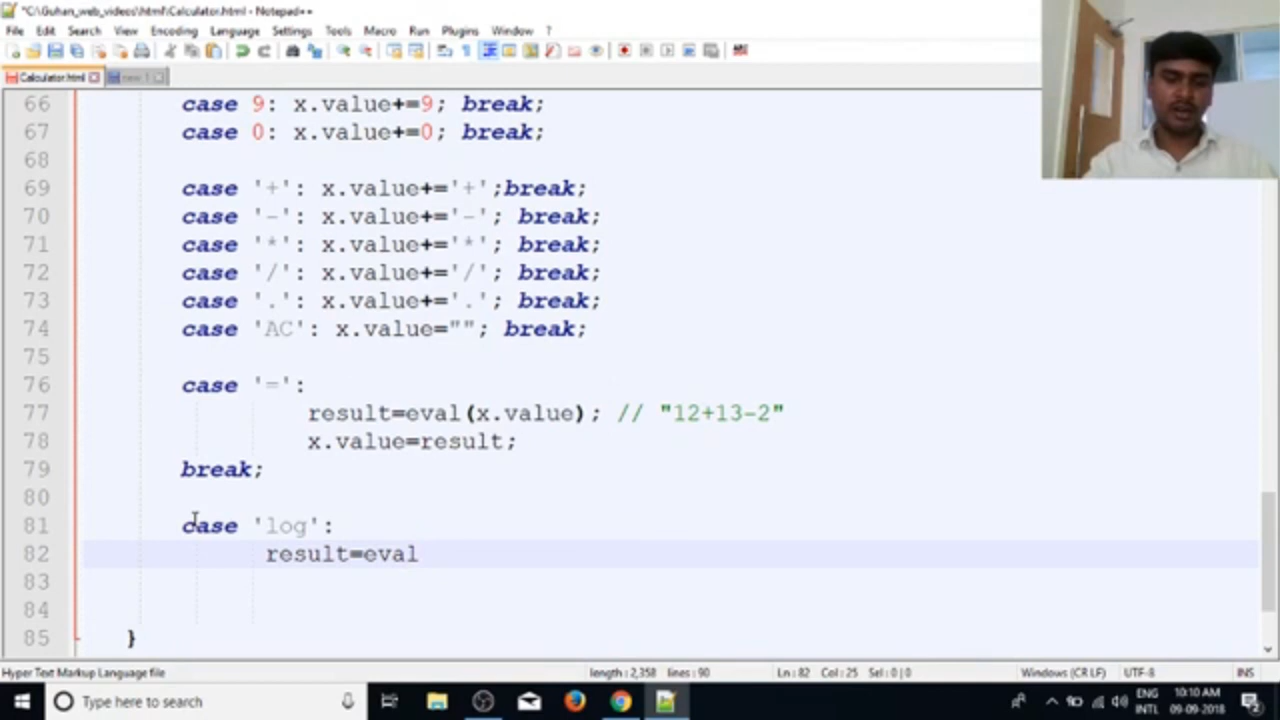 *C:\Guhan_web_videos\html\Calculator.html - Notepad++
File Edit Search View Encoding Language Settings Tools Macro Run Plugins Window ?
Calculator.html new 1
66 case 9: x.value+=9; break;
67 case 0: x.value+=0; break;
68
69 case '+': x.value+='+';break;
70 case '-': x.value+='-'; break;
71 case '*': x.value+='*'; break;
72 case '/': x.value+='/'; break;
73 case '.': x.value+='.'; break;
74 case 'AC': x.value=""; break;
75
76 case '=':
77 result=eval(x.value); // "12+13-2"
78 x.value=result;
79 break;
80
81 case 'log':
82 result=eval
83
84
85 }
Hyper Text Markup Language file length : 2,358 lines : 90 Ln : 82 Col : 25 Sel : 0 | 0 Windows (CR LF) UTF-8 INS
Type here to search
ENG 10:10 AM
INTL 09-09-2018